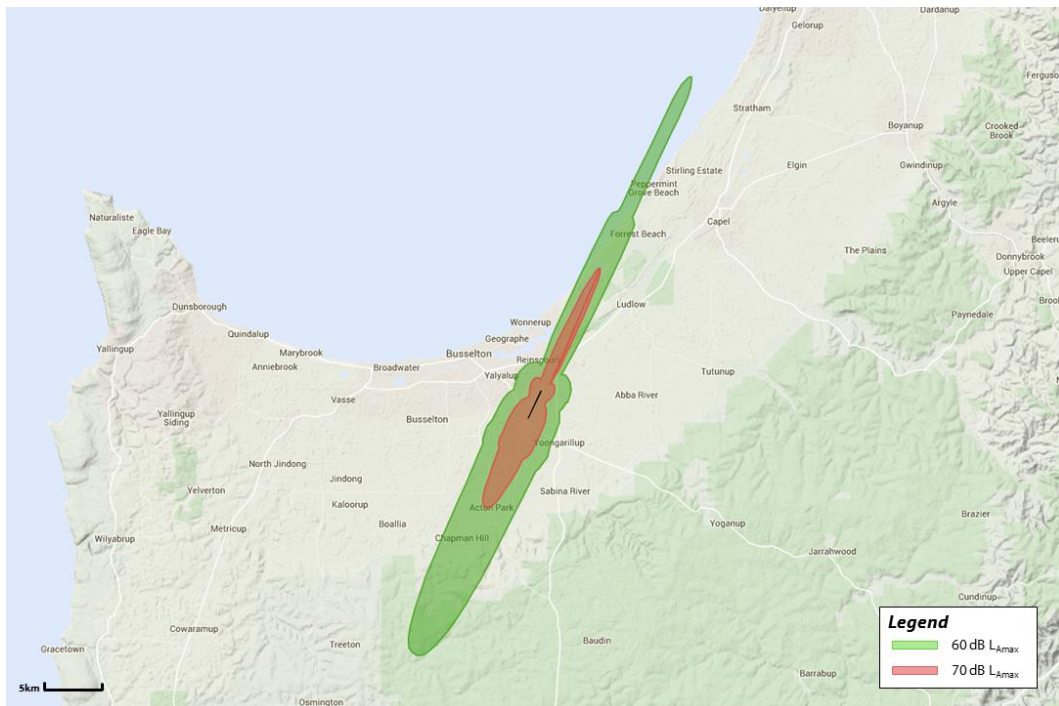 Dalyellup
Dardanup
Gelorup
Ferguso
Stratham
Boyanup
Crooked-
Brook
Elgin
Gwindinup
Stirling Estate
Peppermint
Grove Beach
Argyle
Naturaliste
Eagle Bay
Capel
Forrest Beach
The Plains
Beeleru
Donnybrook
Upper Capel
Dunsborough
Ludlow
Brook
Paynedale
Wonnerup
Quindalup
Geographe
Yallingup
Marybrook
Busselton
Reinscourt
Anniebrook
Broadwater
Yalyalup
Tutunup
Vasse
Abba River
Yallingup
Siding
Busselton
Yoongarillup
North Jindong
Jindong
Yelverton
Sabina River
Kaloorup
Acton Park
Metricup
Boallia
Yoganup
Brazier
Wilyabrup
Chapman Hill
Jarrahwood
Cundinup
Cowaramup
Legend
Gracetown
Treeton
Baudin
60 dB LAmax
Barrabup
70 dB LAmax
5km
Osmington